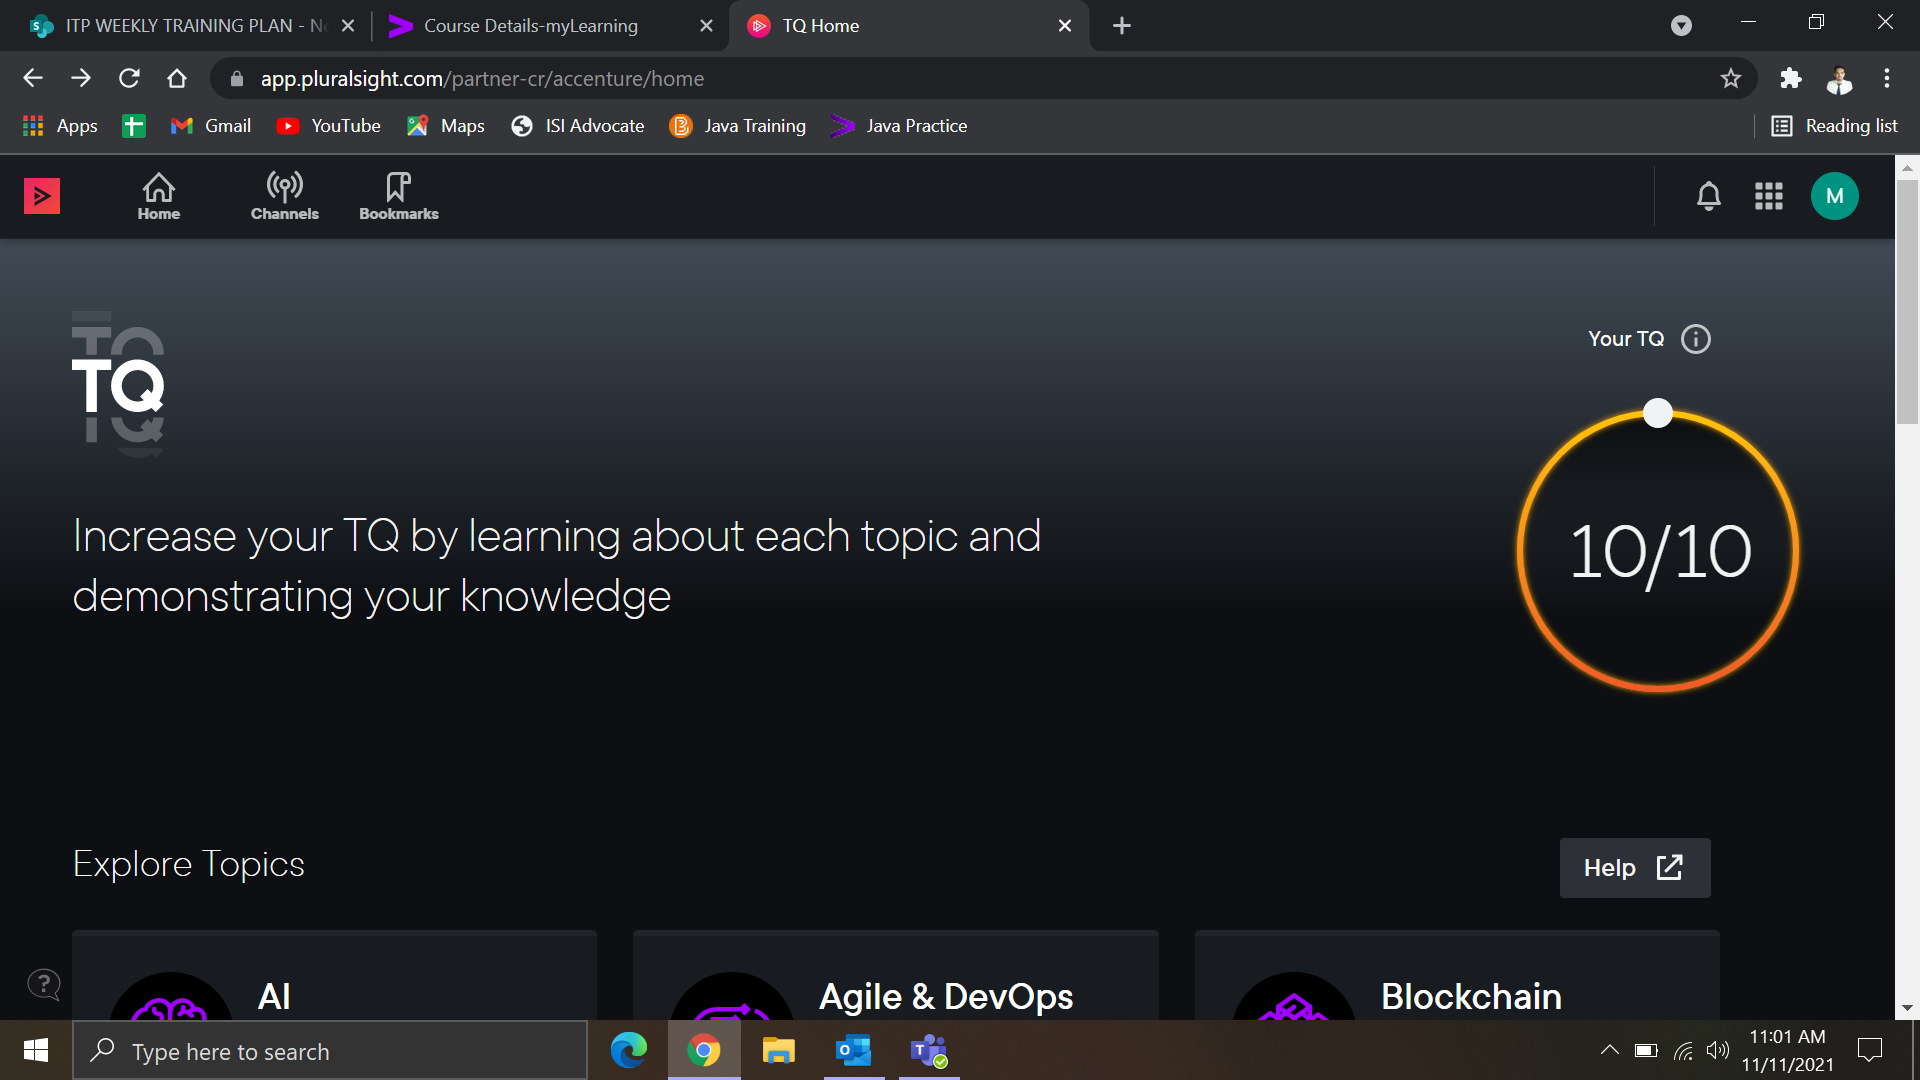 ITP WEEKLY TRAINING PLAN - Ne
Course Details-myLearning
TQ Home
app.pluralsight.com/partner-cr/accenture/home
Apps
Gmail
YouTube
Maps
ISI Advocate
Java Training
Java Practice
Reading list
Home
Channels
Bookmarks
M
TQ
Your TQ
Increase your TQ by learning about each topic and
demonstrating your knowledge
10/10
Explore Topics
Help
AI
Agile & DevOps
Blockchain
Type here to search
11:01 AM
11/11/2021